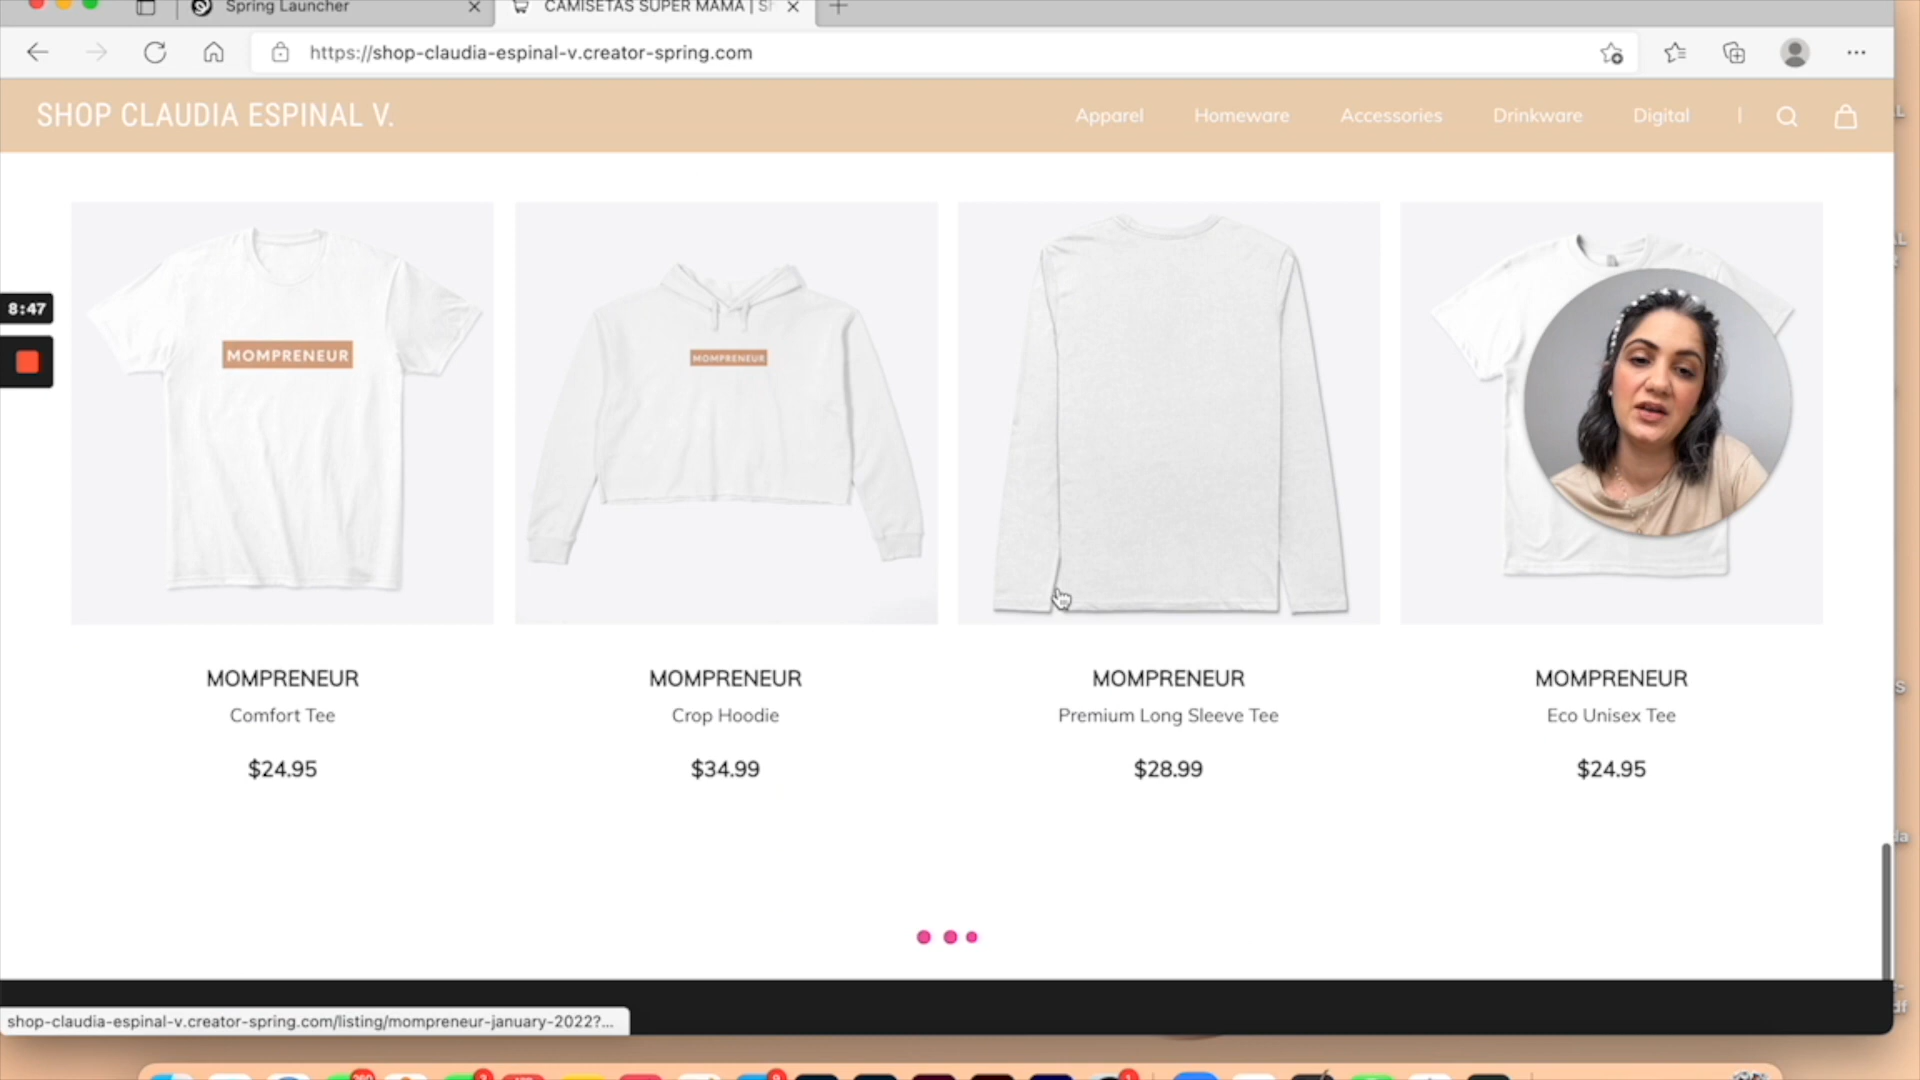 Spring Launcher
CAMISETAS SUPER MAMA | S
https://shop-claudia-espinal-v.creator-spring.com
SHOP CLAUDIA ESPINAL V.
Apparel Homeware Accessories Drinkware Digital
8:47
MOMPRENEUR
MOMPRENEUR
MOMPRENEUR
Comfort Tee
$24.95
MOMPRENEUR
Crop Hoodie
$34.99
MOMPRENEUR
Premium Long Sleeve Tee
$28.99
MOMPRENEUR
Eco Unisex Tee
$24.95
shop-claudia-espinal-v.creator-spring.com/listing/mompreneur-january-2022?...